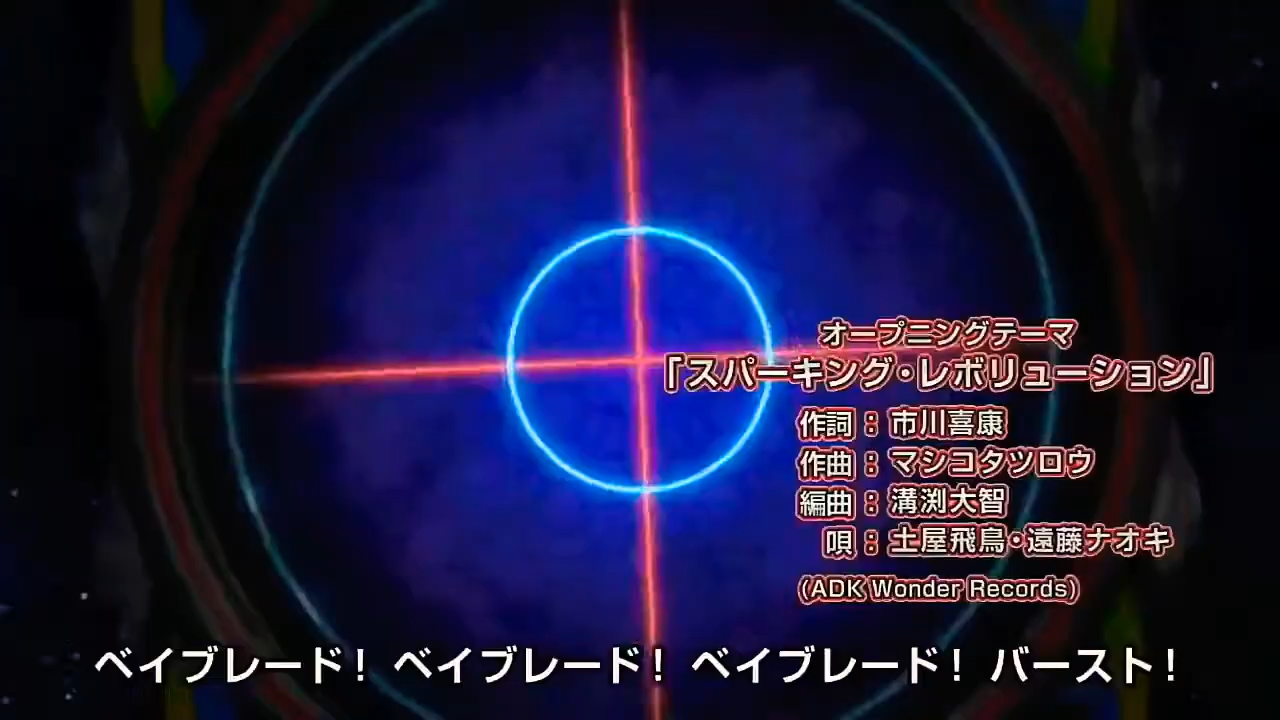 オープニングテーマ
「スパーキング・レボリューション」
作詞：市川喜康
作曲：マシコタツロウ
編曲：溝渕大智
唄：土屋飛鳥・遠藤ナオキ
(ADK Wonder Records)
ベイブレード！ベイブレード！ベイブレード！バースト！